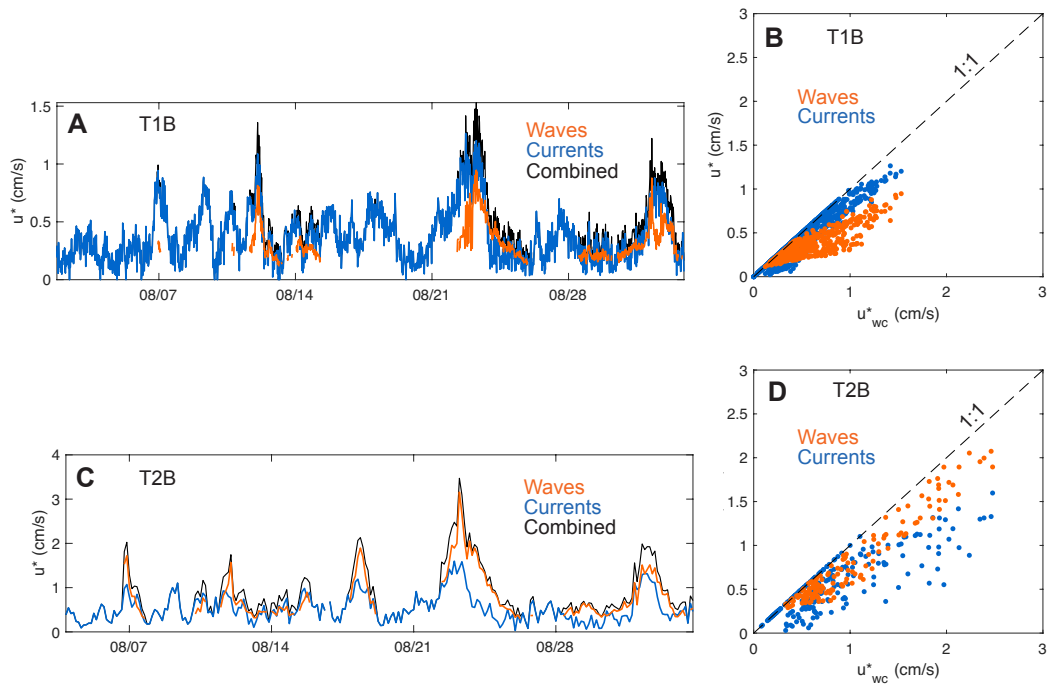 A
T1B
Waves
Currents
Combined
u* (cm/s)
1.5
1
0.5
0
08/07
08/14
08/21
08/28
B
T1B
1:1
Waves
Currents
u* (cm/s)
3
2.5
2
1.5
1
0.5
0
0
1
2
3
u*wc (cm/s)
C
T2B
Waves
Currents
Combined
u* (cm/s)
4
3
2
1
0
08/07
08/14
08/21
08/28
D
T2B
1:1
Waves
Currents
3
2.5
2
1.5
1
0.5
0
0
1
2
3
u*wc (cm/s)